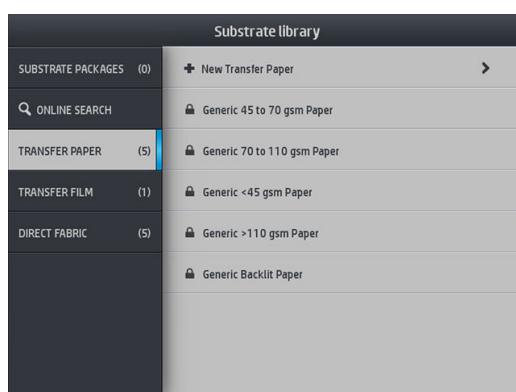 Substrate library
SUBSTRATE PACKAGES (0)
ONLINE SEARCH
TRANSFER PAPER (5)
TRANSFER FILM (1)
DIRECT FABRIC (5)
New Transfer Paper
Generic 45 to 70 gsm Paper
Generic 70 to 110 gsm Paper
Generic <45 gsm Paper
Generic >110 gsm Paper
Generic Backlit Paper